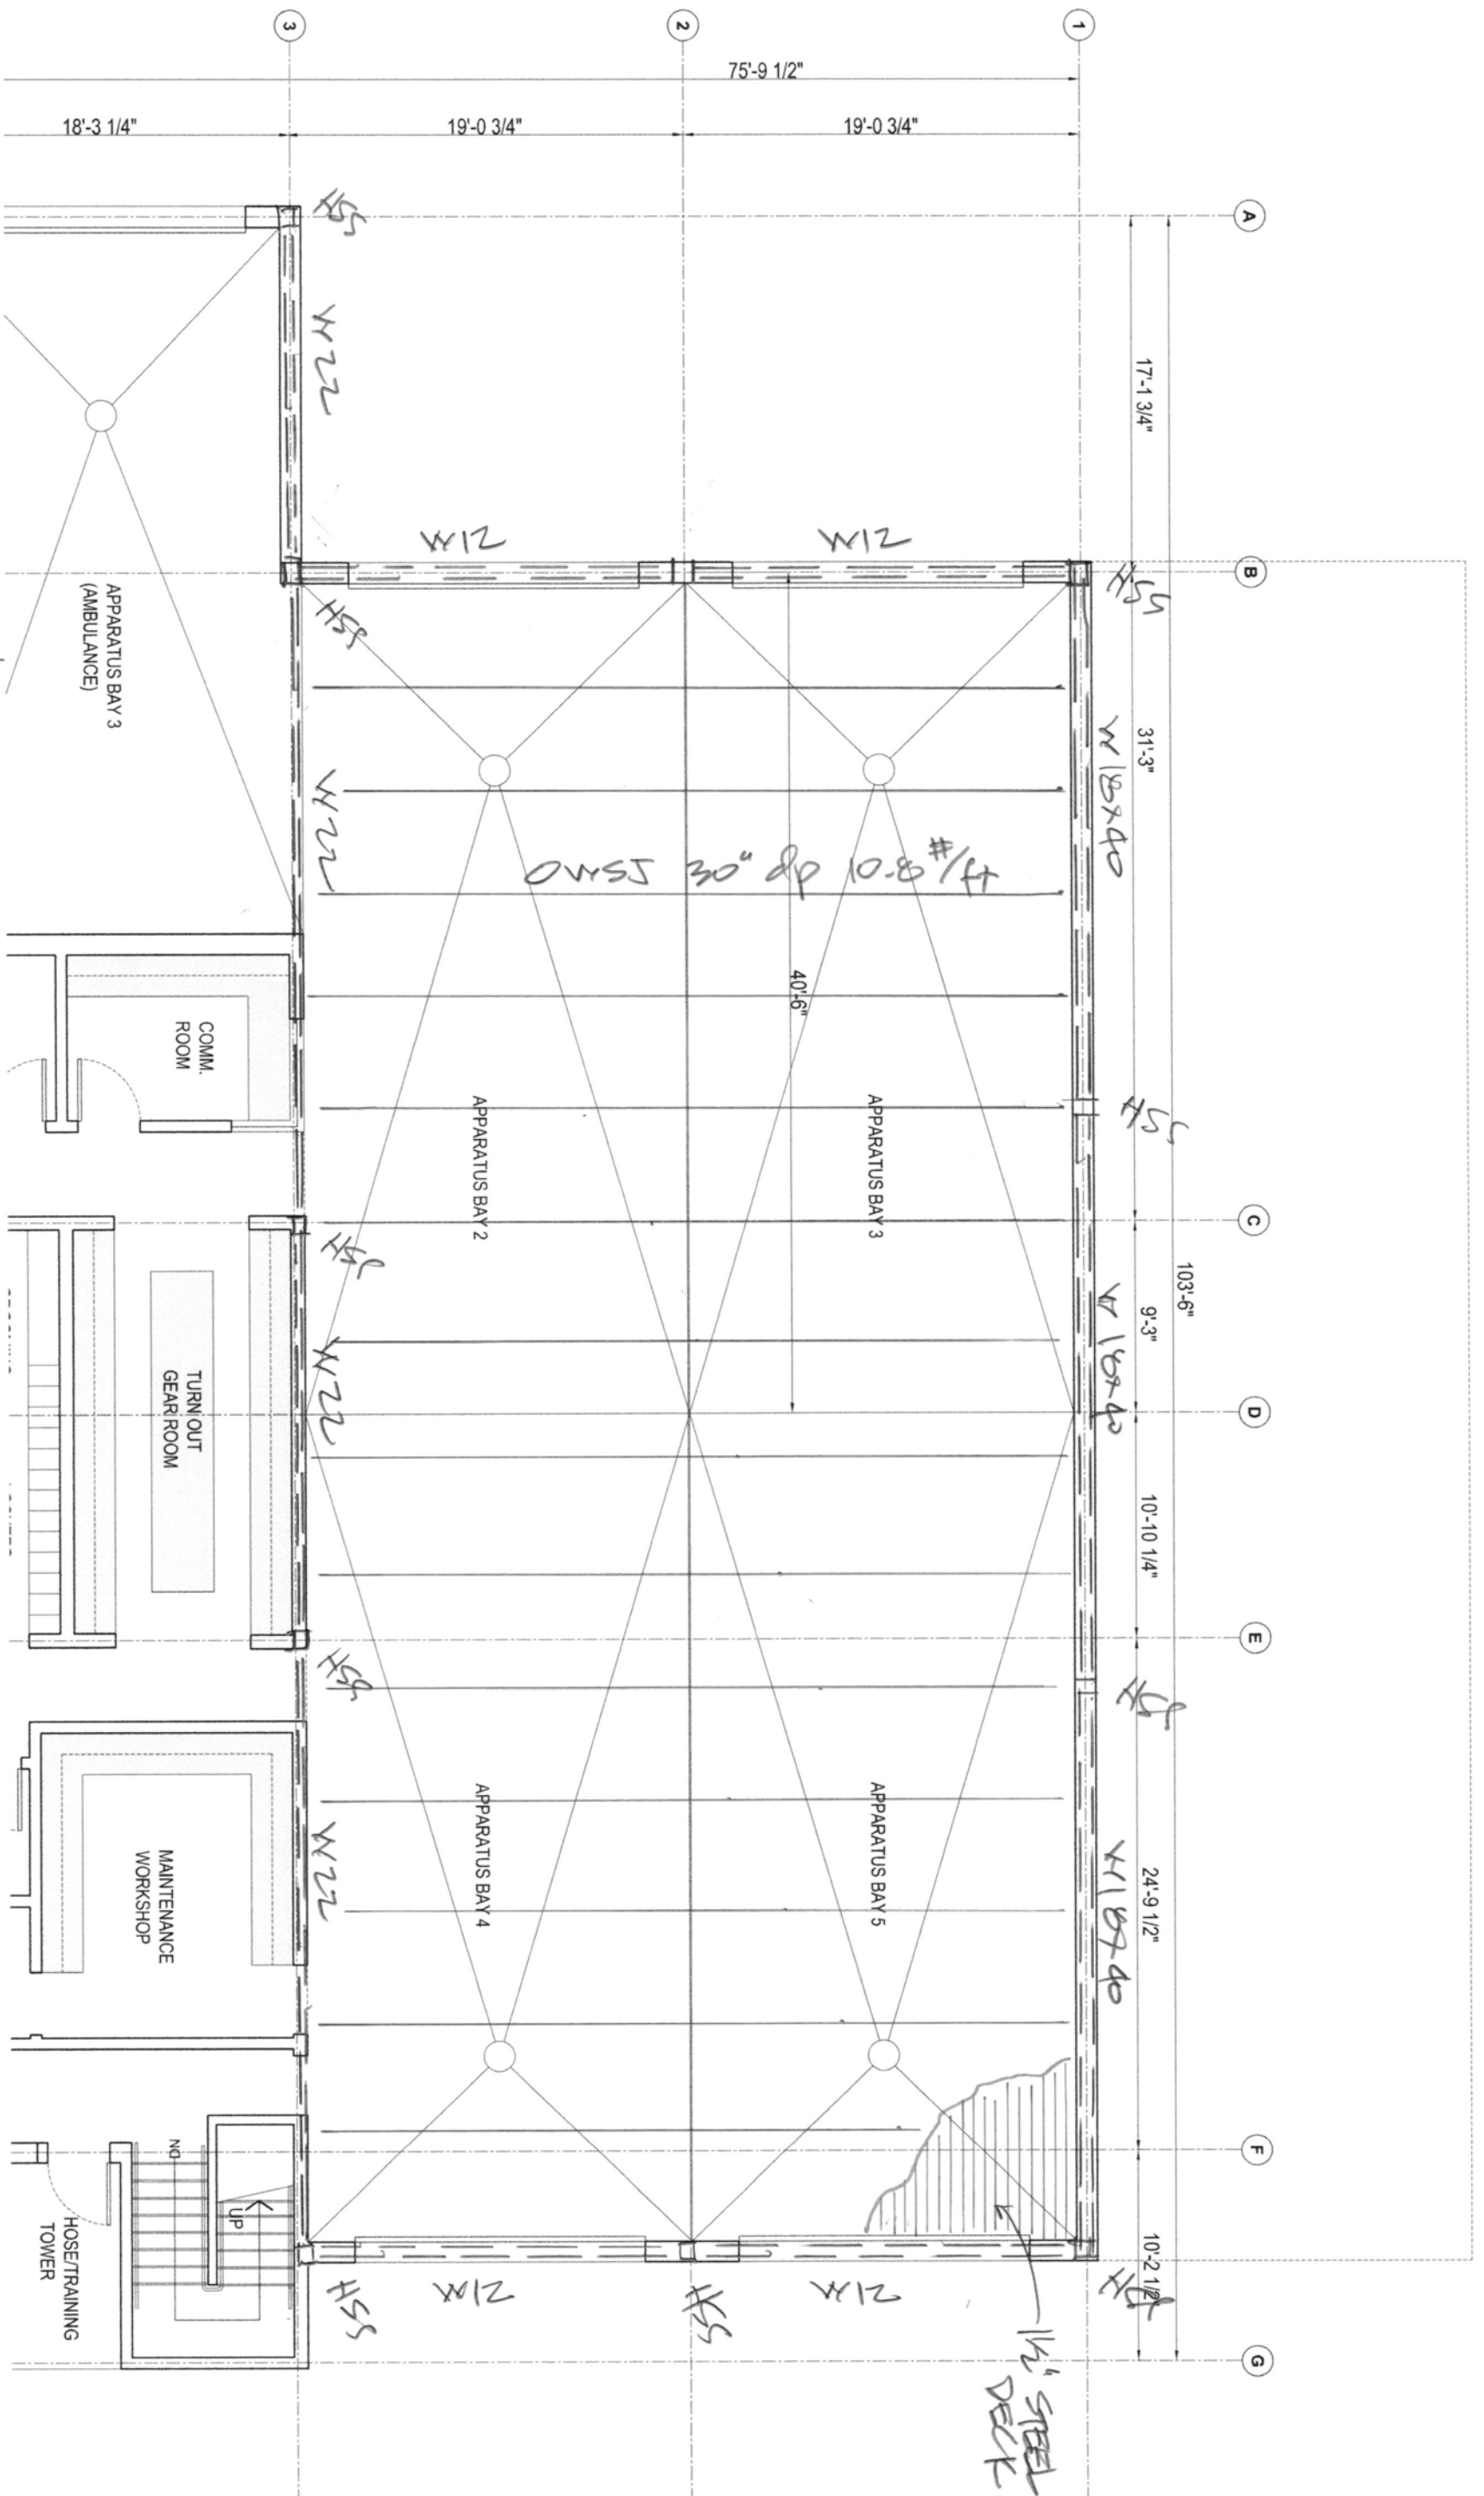 3
2
1
75'-9 1/2"
18'-3 1/4"
19'-0 3/4"
19'-0 3/4"
HSS
A
17'-1 3/4"
W22
W12
W12
B
HSS
HSS
APPARATUS BAY 3
(AMBULANCE)
31'-3"
W18x40
W22
OWSJ 30" dp 10.8 #/ft
40'-6"
COMM.
ROOM
APPARATUS BAY 2
APPARATUS BAY 3
HSS
C
HSS
103'-6"
9'-3"
W18x40
TURN OUT
GEAR ROOM
W22
D
10'-10 1/4"
E
HSS
HSS
APPARATUS BAY 4
APPARATUS BAY 5
MAINTENANCE
WORKSHOP
W22
W18x40
24'-9 1/2"
F
UP
HOSE/TRAINING
TOWER
10'-2 1/2"
HSS
W12
HSS
W12
HSS
G
1 1/2" STEEL
DECK